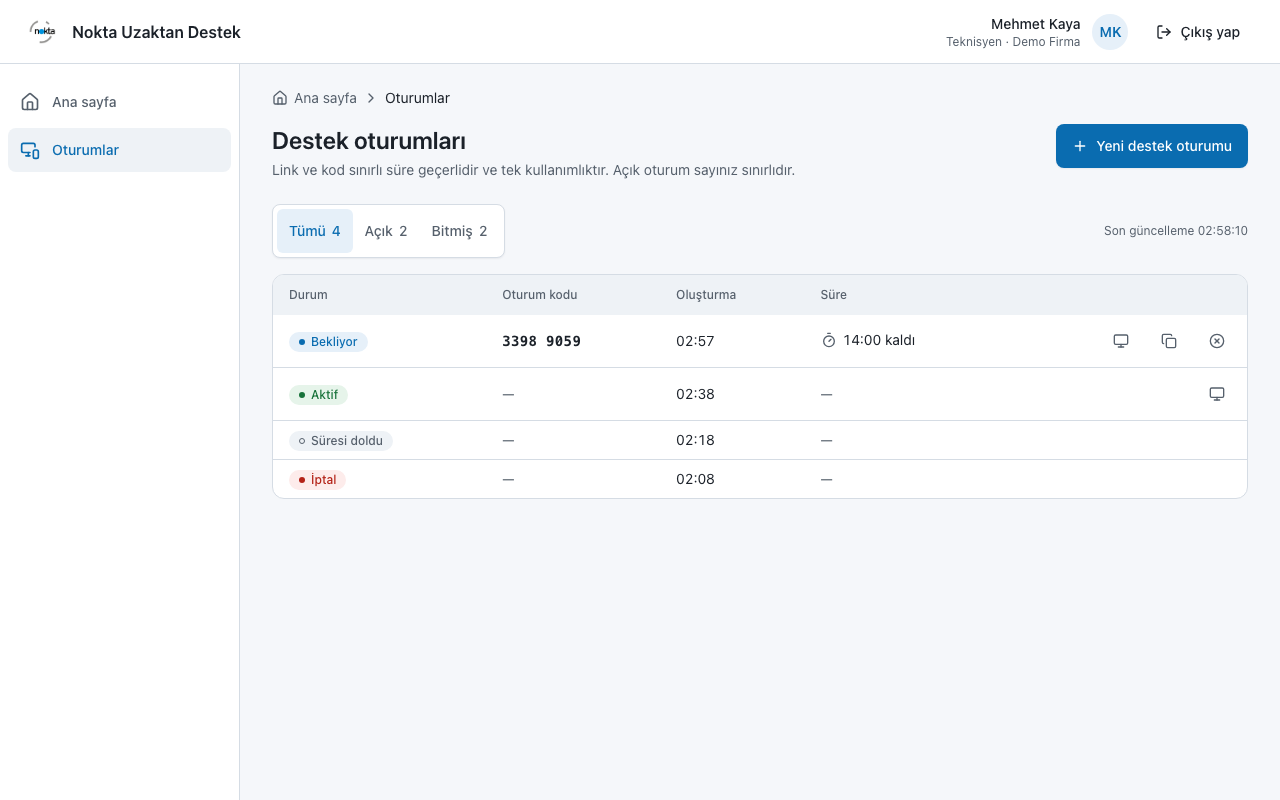 nokta
Nokta Uzaktan Destek
Mehmet Kaya
Teknisyen · Demo Firma
MK
Çıkış yap
Ana sayfa
Oturumlar
Ana sayfa > Oturumlar
Destek oturumları
Link ve kod sınırlı süre geçerlidir ve tek kullanımlıktır. Açık oturum sayınız sınırlıdır.
+ Yeni destek oturumu
Tümü 4 Açık 2 Bitmiş 2
Son güncelleme 02:58:10
Durum Oturum kodu Oluşturma Süre
Bekliyor 3398 9059 02:57 14:00 kaldı
Aktif — 02:38 —
Süresi doldu — 02:18 —
İptal — 02:08 —